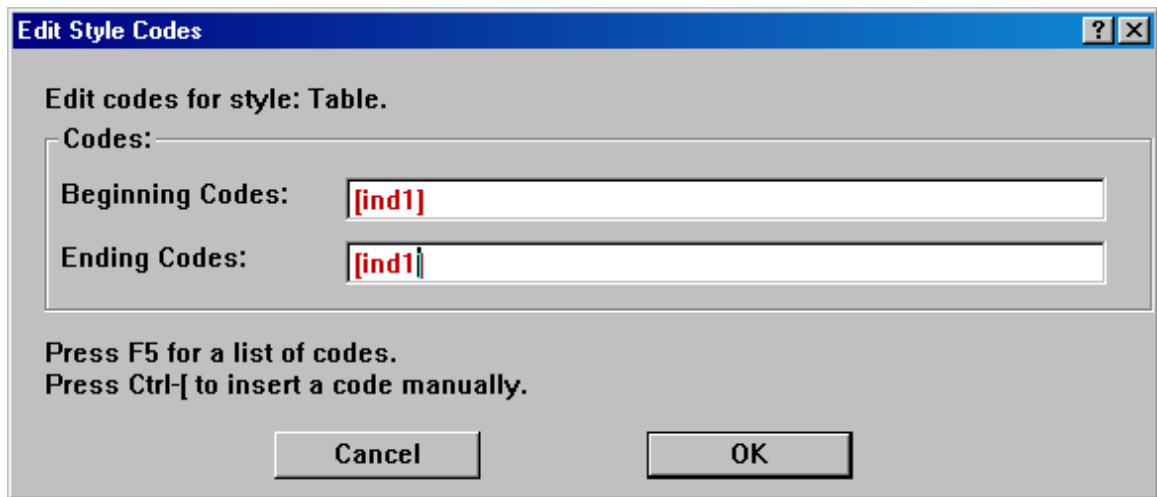 Edit Style Codes
Edit codes for style: Table.
Codes:
Beginning Codes: [ind1]
Ending Codes: [ind1]
Press F5 for a list of codes.
Press Ctrl-[ to insert a code manually.
Cancel OK